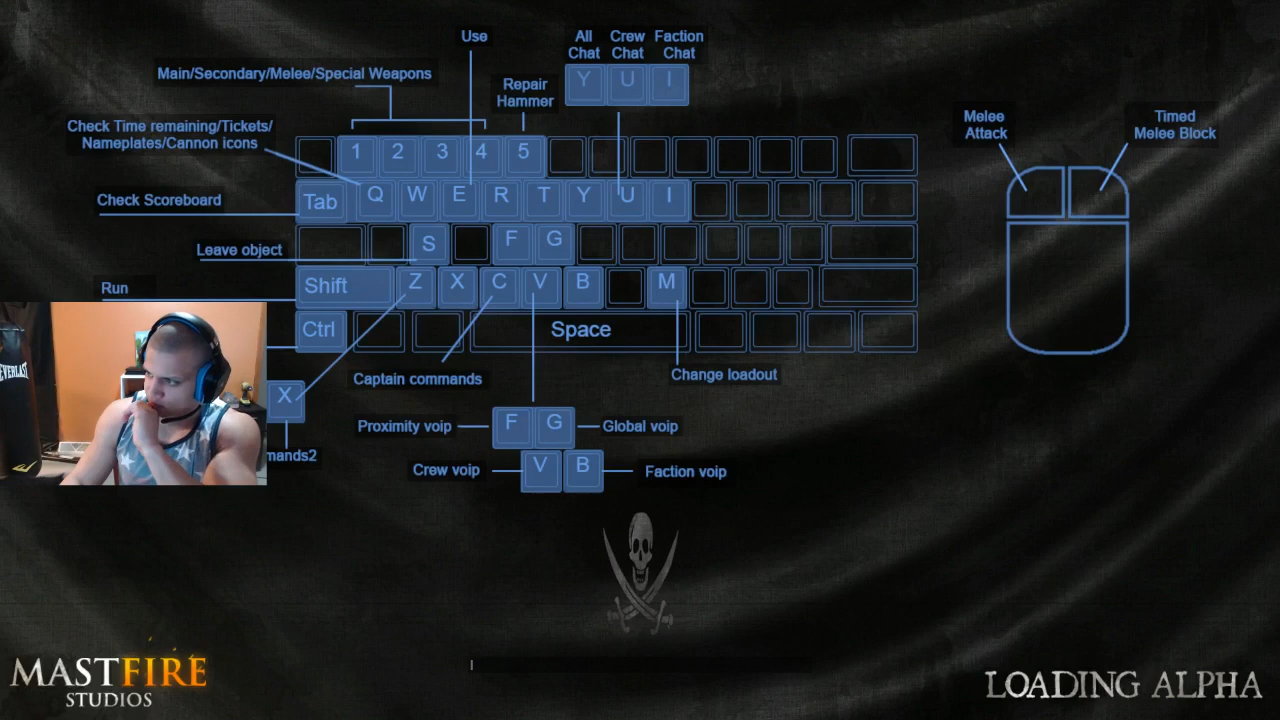 Use
All Chat
Crew Chat
Faction Chat
Y U I
Main/Secondary/Melee/Special Weapons
Repair Hammer
Check Time remaining/Tickets/
Nameplates/Cannon icons
1 2 3 4 5
Melee Attack
Timed Melee Block
Check Scoreboard
Tab Q W E R T Y U I
Leave object
S F G
Run
Shift Z X C V B M
Ctrl Space
EVERLAST
Captain commands
Change loadout
X
Proximity voip
F G
Global voip
mands2
Crew voip
V B
Faction voip
MASTFIRE
STUDIOS
LOADING ALPHA